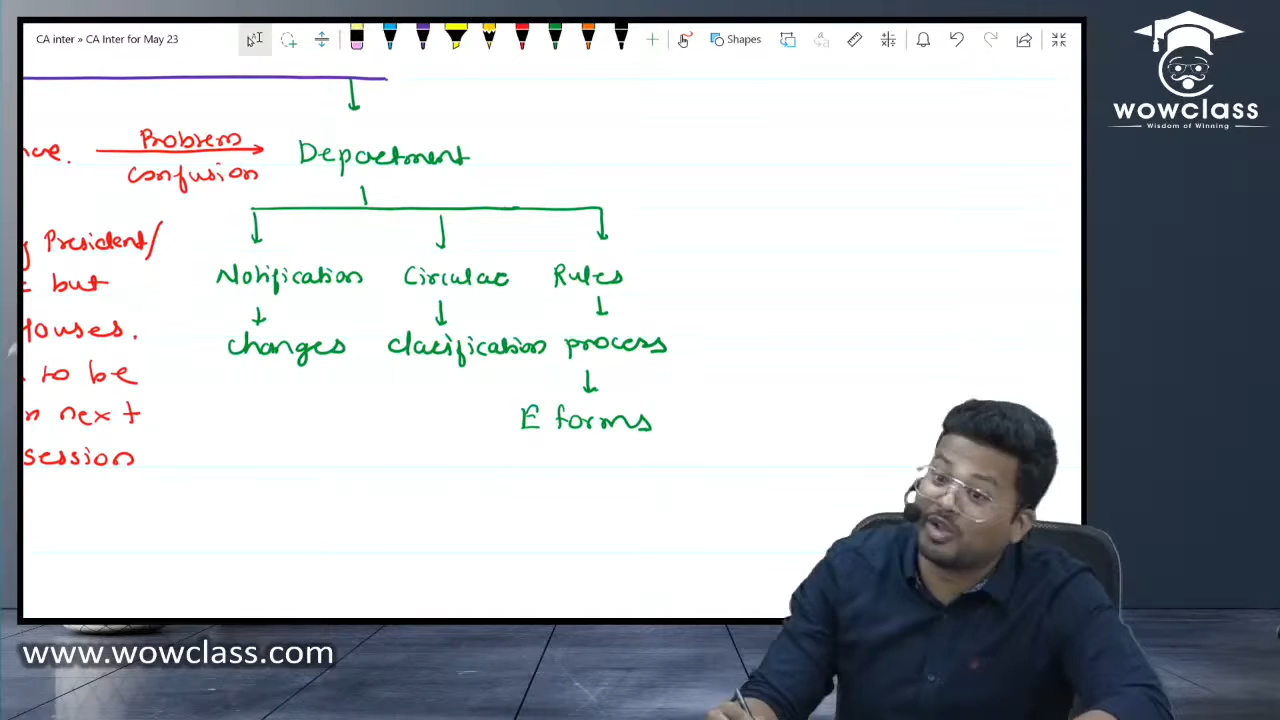 CA inter » CA Inter for May 23
Shapes
wowclass
Wisdom of Winning
Problem
confusion
Department
President/
but
Houses.
to be
next
session
Notification Circular Rules
changes clarification process
E forms
www.wowclass.com